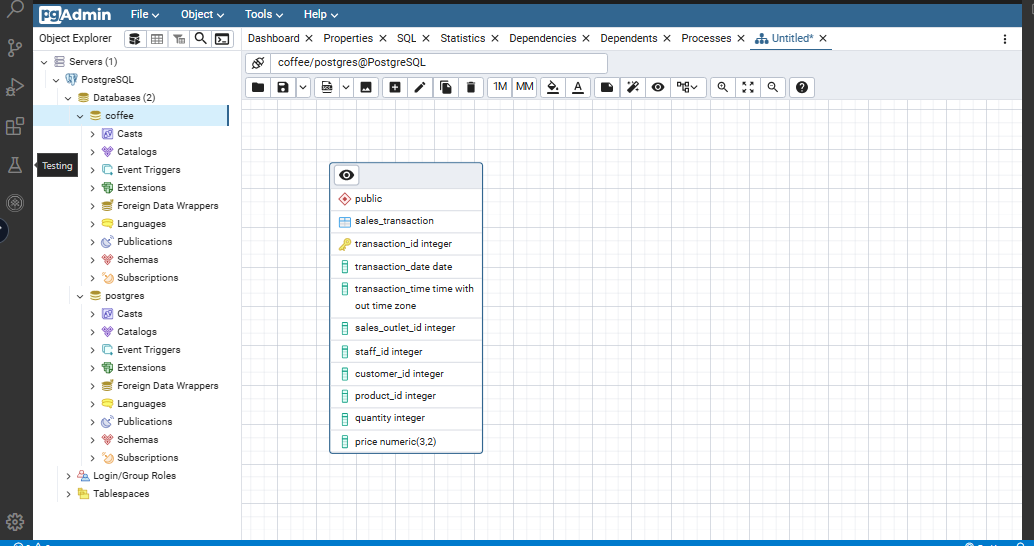 pgAdmin File Object Tools Help
Object Explorer
Dashboard Properties SQL Statistics Dependencies Dependents Processes Untitled*
coffee/postgres@PostgreSQL
1M 1M
Servers (1)
PostgreSQL
Databases (2)
coffee
Casts
Catalogs
Event Triggers
Extensions
Foreign Data Wrappers
Languages
Publications
Schemas
Subscriptions
postgres
Casts
Catalogs
Event Triggers
Extensions
Foreign Data Wrappers
Languages
Publications
Schemas
Subscriptions
Login/Group Roles
Tablespaces
Testing
public
sales_transaction
transaction_id integer
transaction_date date
transaction_time time with
out time zone
sales_outlet_id integer
staff_id integer
customer_id integer
product_id integer
quantity integer
price numeric(3,2)